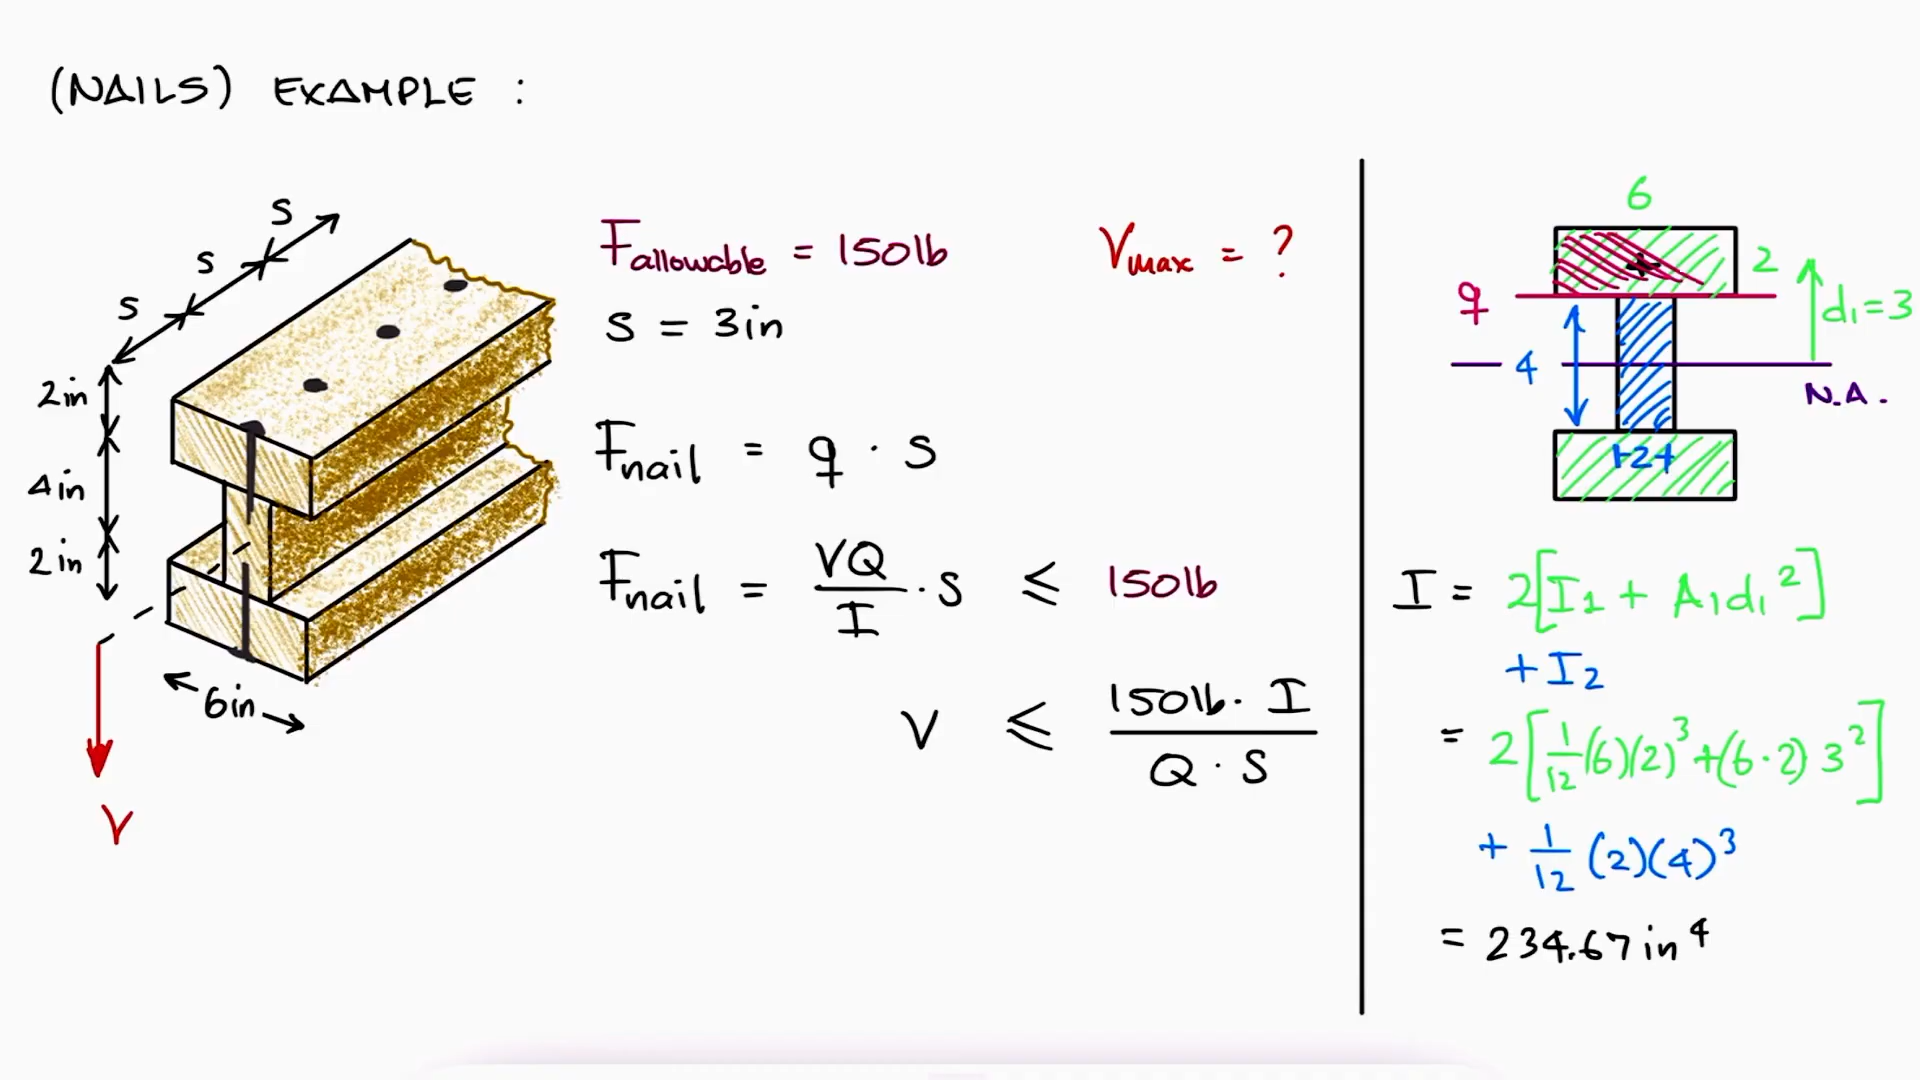 (NAILS) EXAMPLE :
S
S
S
2in
4in
2in
6in
V
Fallowable = 150lb
Vmax = ?
S = 3in
Fnail = q · S
Fnail = VQ/I · S ≤ 150lb
V ≤ 150lb · I / Q · S
6
2
q
d₁=3
4
N.A.
2
I = 2[I₁ + A₁d₁²]
+ I₂
= 2[1/12 (6)(2)³ + (6·2) 3²]
+ 1/12 (2)(4)³
= 234.67 in⁴